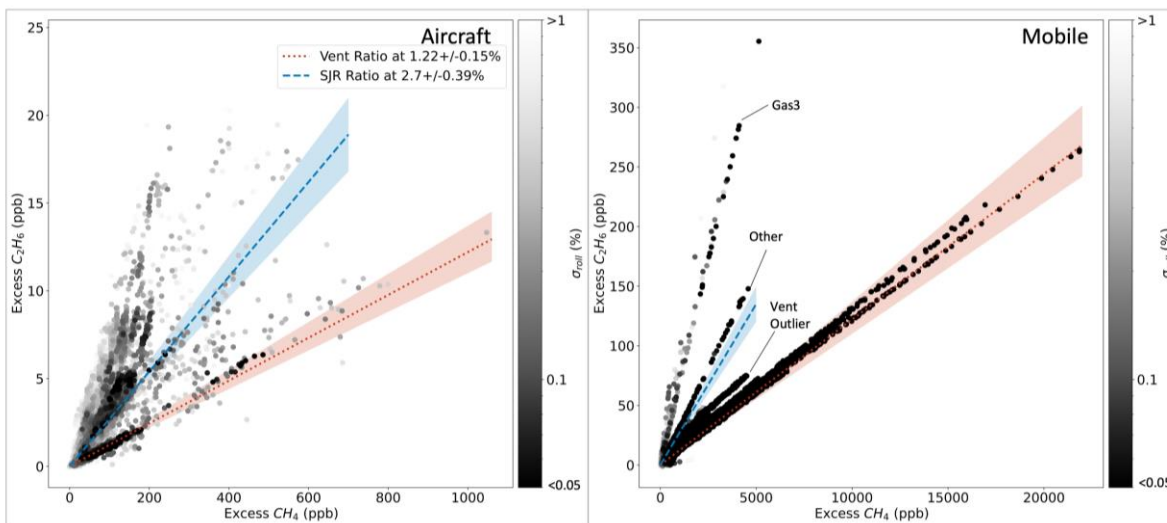 Aircraft
Vent Ratio at 1.22+/-0.15%
SJR Ratio at 2.7+/-0.39%
25
20
15
10
5
0
Excess C₂H₆ (ppb)
0 200 400 600 800 1000
Excess CH₄ (ppb)
>1
0.1
<0.05
σroll (%)
Mobile
350
300
250
200
150
100
50
0
Excess C₂H₆ (ppb)
Gas3
Other
Vent
Outlier
0 5000 10000 15000 20000
Excess CH₄ (ppb)
>1
0.1
<0.05
(%)